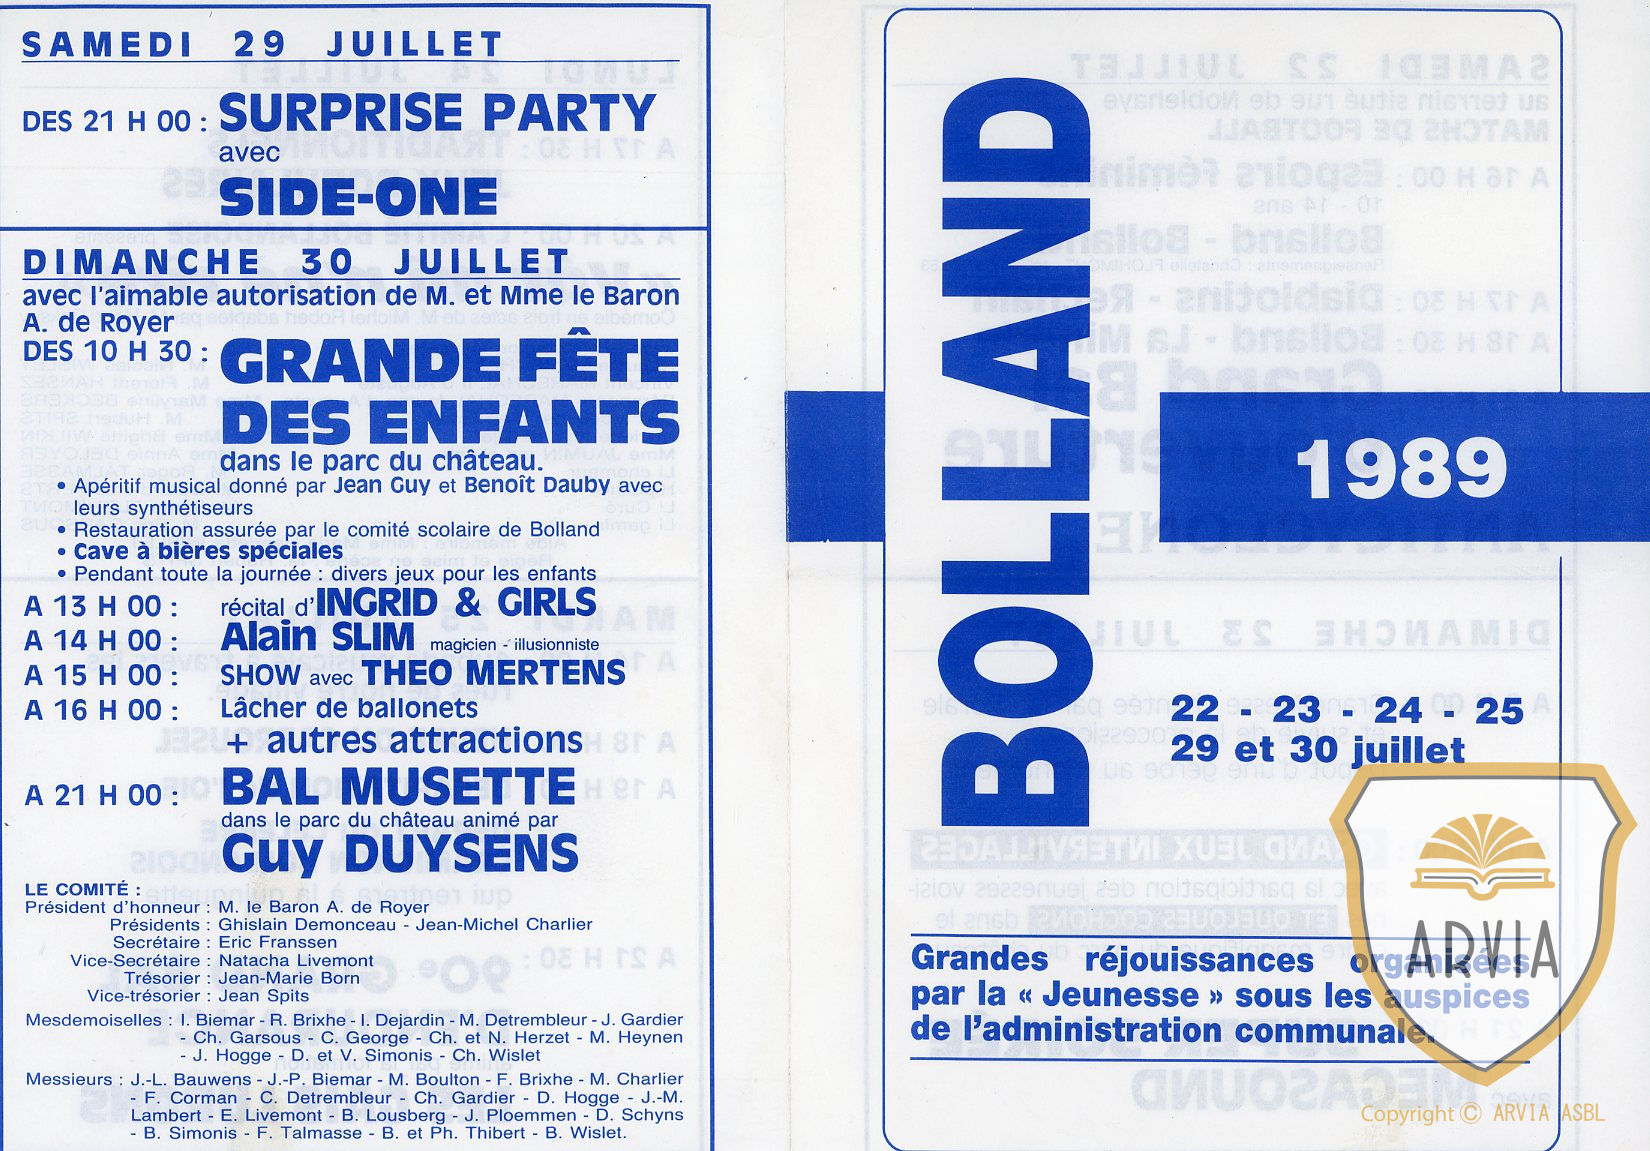 SAMEDI 29 JUILLET
DES 21 H 00 : SURPRISE PARTY
avec
SIDE-ONE
DIMANCHE 30 JUILLET
avec l'aimable autorisation de M. et Mme le Baron
A. de Royer
DES 10 H 30 : GRANDE FÊTE
DES ENFANTS
dans le parc du château.
• Apéritif musical donné par Jean Guy et Benoît Dauby avec
leurs synthétiseurs
• Restauration assurée par le comité scolaire de Bolland
• Cave à bières spéciales
• Pendant toute la journée : divers jeux pour les enfants
A 13 H 00 : récital d'INGRID & GIRLS
A 14 H 00 : Alain SLIM magicien - illusionniste
A 15 H 00 : SHOW avec THEO MERTENS
A 16 H 00 : Lâcher de ballonets
+ autres attractions
A 21 H 00 : BAL MUSETTE
dans le parc du château animé par
Guy DUYSENS
LE COMITÉ :
Président d'honneur : M. le Baron A. de Royer
Présidents : Ghislain Demonceau - Jean-Michel Charlier
Secrétaire : Eric Franssen
Vice-Secrétaire : Natacha Livemont
Trésorier : Jean-Marie Born
Vice-trésorier : Jean Spits
Mesdemoiselles : I. Biemar - R. Brixhe - I. Dejardin - M. Detrembleur - J. Gardier
- Ch. Garsous - C. George - Ch. et N. Herzet - M. Heynen
- J. Hogge - D. et V. Simonis - Ch. Wislet
Messieurs : J.-L. Bauwens - J.-P. Biemar - M. Boulton - F. Brixhe - M. Charlier
- F. Corman - C. Detrembleur - Ch. Gardier - D. Hogge - J.-M.
Lambert - E. Livemont - B. Lousberg - J. Ploemmen - D. Schyns
- B. Simonis - F. Talmasse - B. et Ph. Thibert - B. Wislet.
BOLLAND
1989
22 - 23 - 24 - 25
29 et 30 juillet
Grandes réjouissances organisées
par la « Jeunesse » sous les auspices
de l'administration communale.
ARVIA
Copyright © ARVIA ASBL